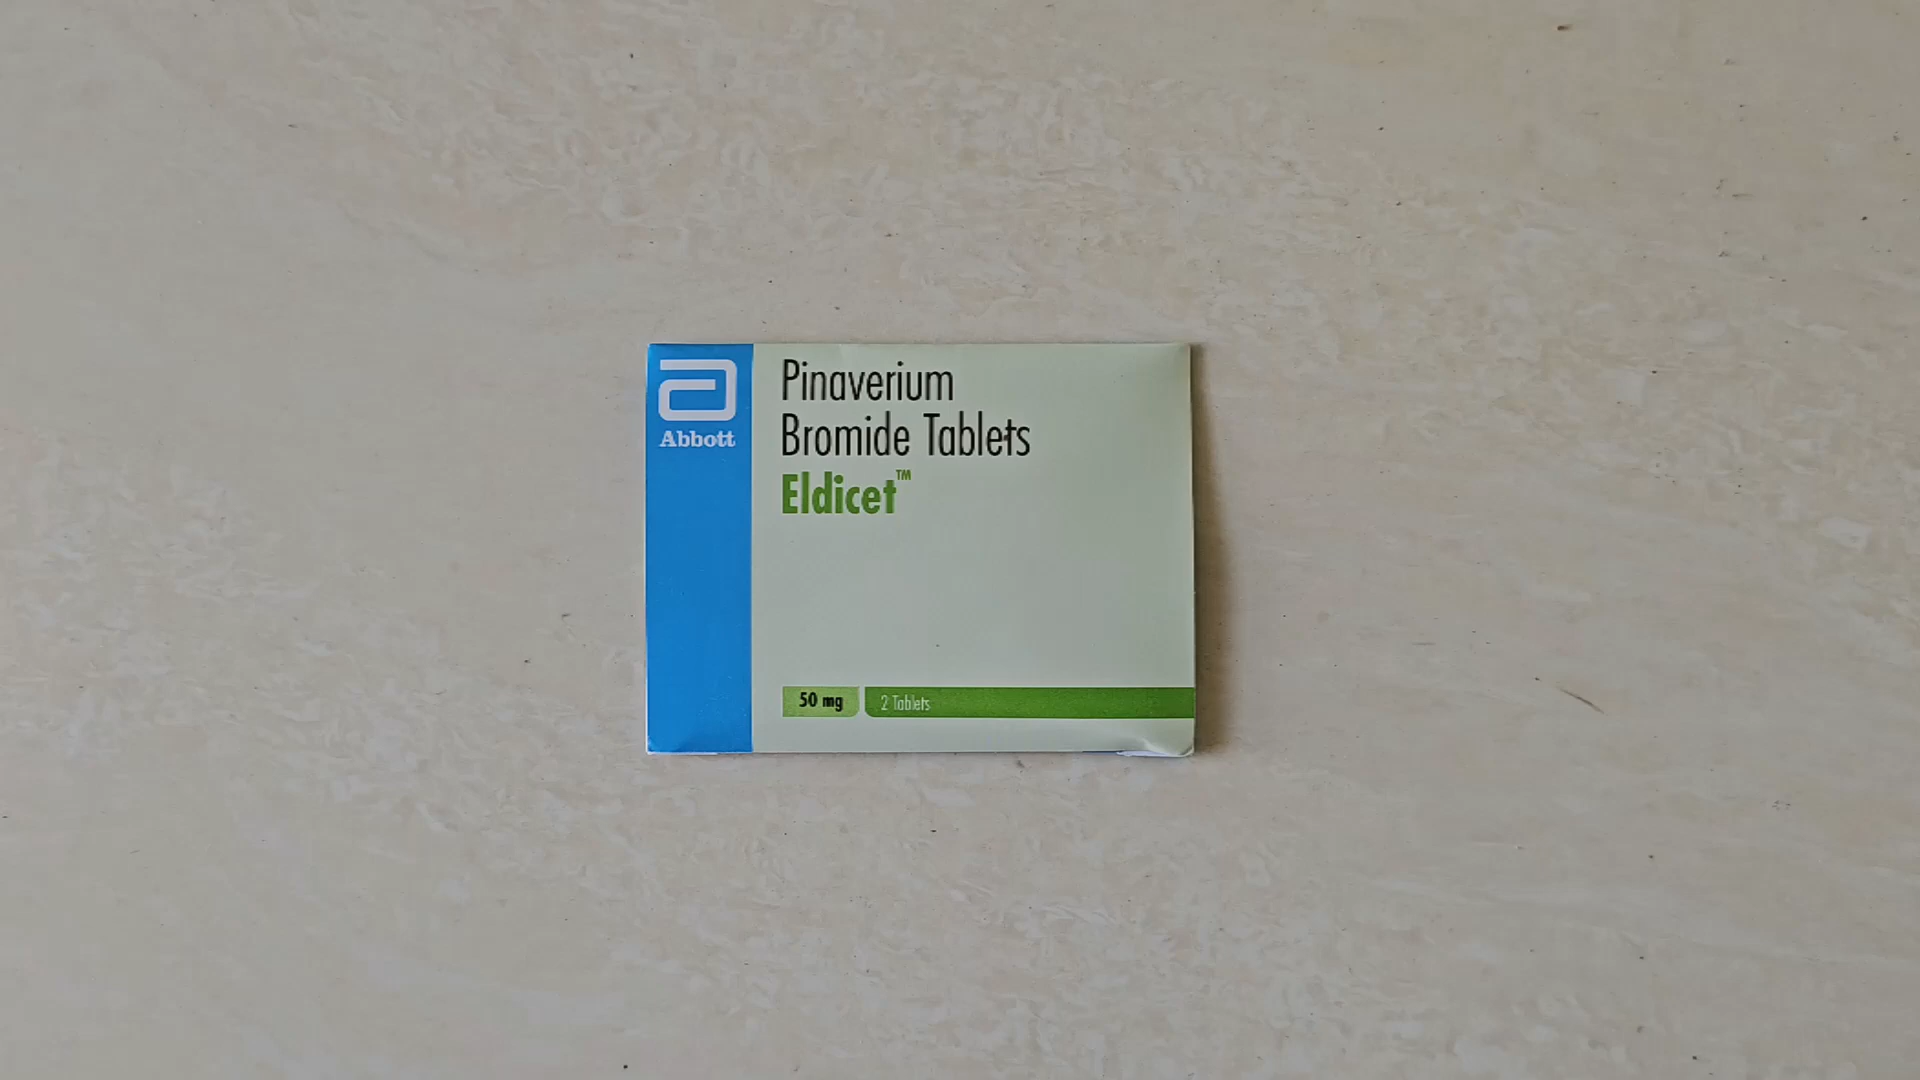 Abbott
Pinaverium
Bromide Tablets
Eldicet™
50 mg
2 Tablets